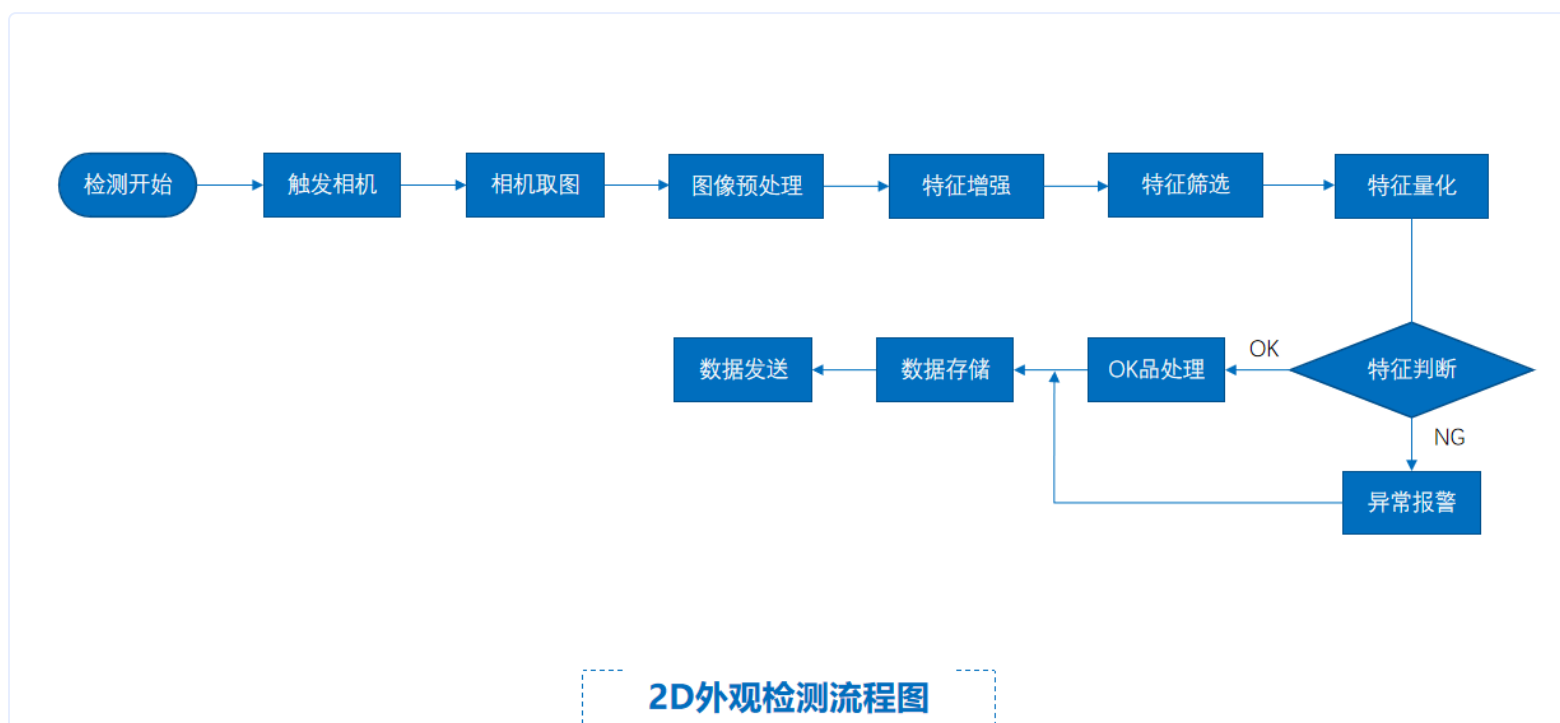 检测开始
触发相机
相机取图
图像预处理
特征增强
特征筛选
特征量化
数据发送
数据存储
OK品处理
OK
特征判断
NG
异常报警
2D外观检测流程图